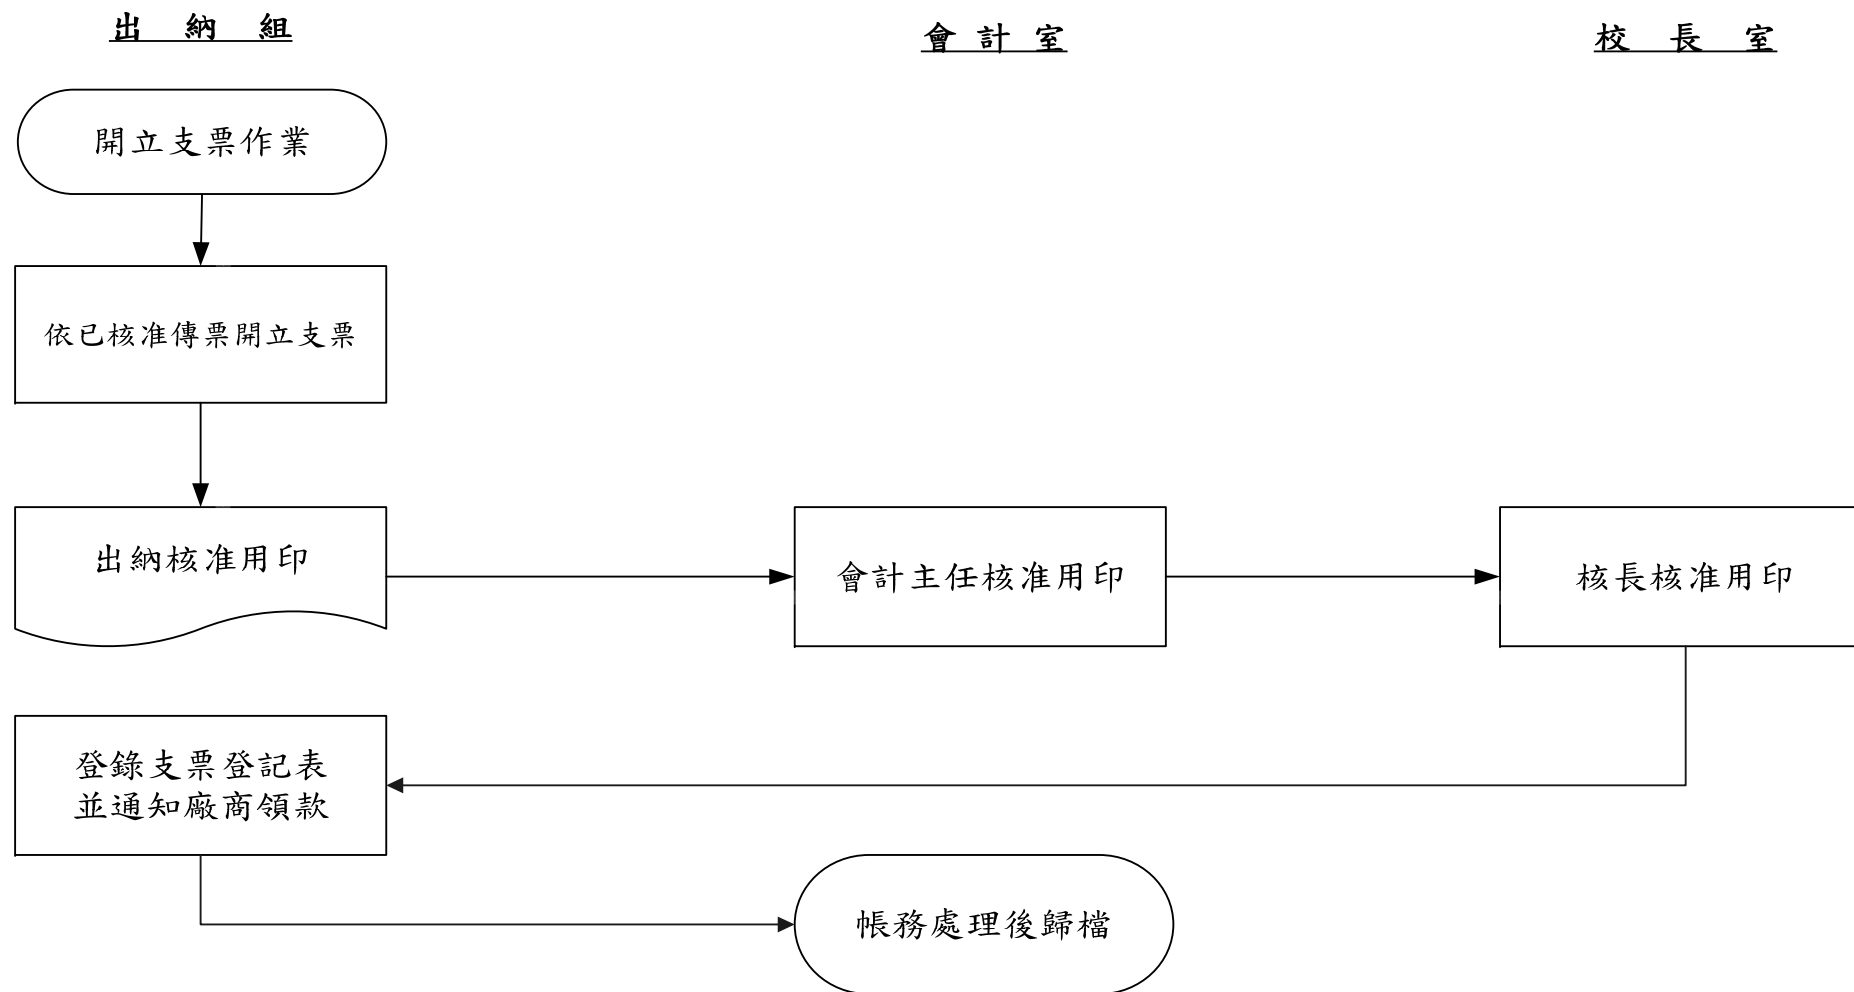 出納組
會計室
校長室
開立支票作業
依已核准傳票開立支票
出納核准用印
會計主任核准用印
核長核准用印
登錄支票登記表
並通知廠商領款
帳務處理後歸檔